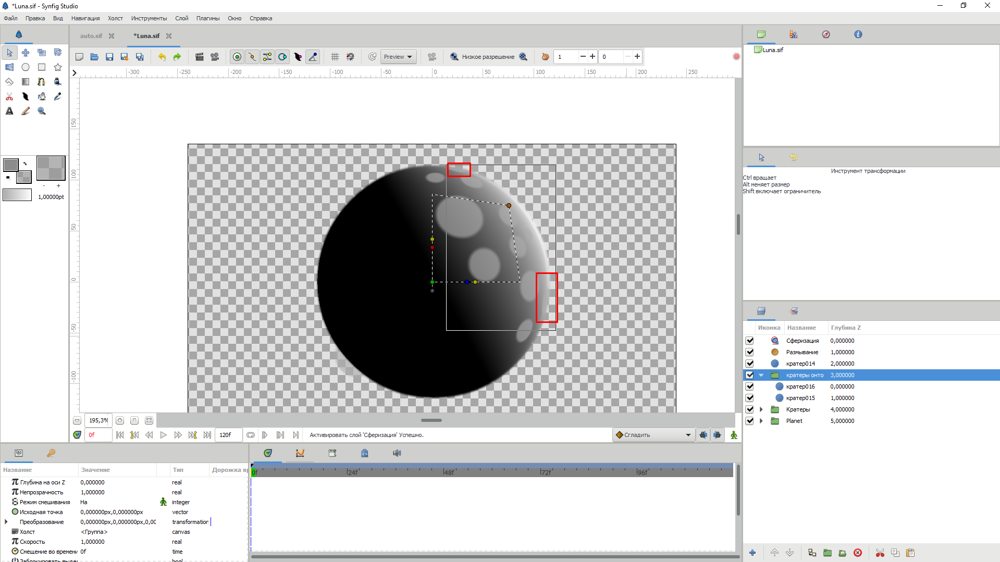 *Luna.sif - Synfig Studio
Файл Правка Вид Навигация Холст Инструменты Слой Плагины Окно Справка
auto.sif *Luna.sif
Preview Низкое разрешение 1 0
-300 -250 -200 -150 -100 -50 0 50 100 150 200 250
150
100
50
0
-50
-100
- +
1,00000pt
195,3%
0f 120f Активировать слой 'Сферизация' Успешно. Сгладить
Luna.sif
Инструмент трансформации
Ctrl вращает
Alt меняет размер
Shift включает ограничитель
Иконка Название Глубина Z
Сферизация 0,000000
Размывание 1,000000
кратер014 2,000000
кратеры онто 3,000000
кратер016 0,000000
кратер015 1,000000
Кратеры 4,000000
Planet 5,000000
Название Значение Тип Дорожка в
Глубина на оси Z 0,000000 real
Непрозрачность 1,000000 real
Режим смешивания На integer
Исходная точка 0,000000px,0,000000px vector
Преобразование 0,000000px,0,000000px,0,00 transformation
Холст <Группа> canvas
Скорость 1,000000 real
Смещение во времени 0f time
0f 24f 48f 72f 96f